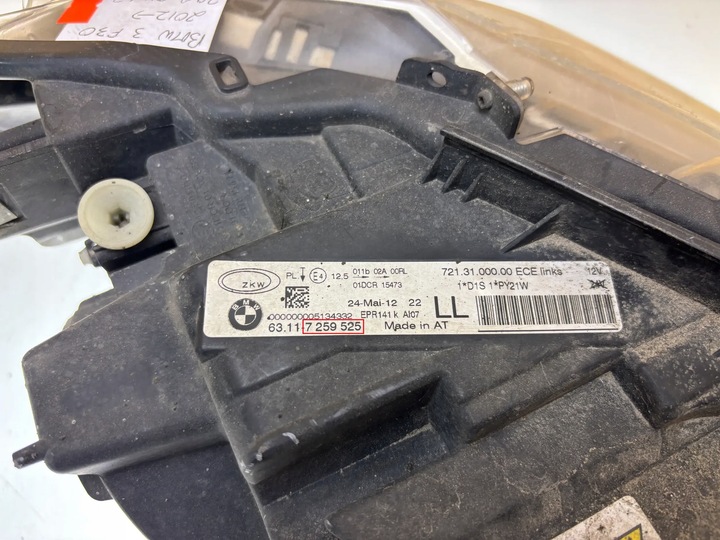 BMW 3 F30
2012->
ZKW
PL E4 12.5 011b 02A 00RL
01DCR 15473
721.31.000.00 ECE links 12V
1*D1S 1*PY21W
24-Mai-12 22
BMW
000000005134332 EPR141 k AI07
LL
63.11 7 259 525 Made in AT